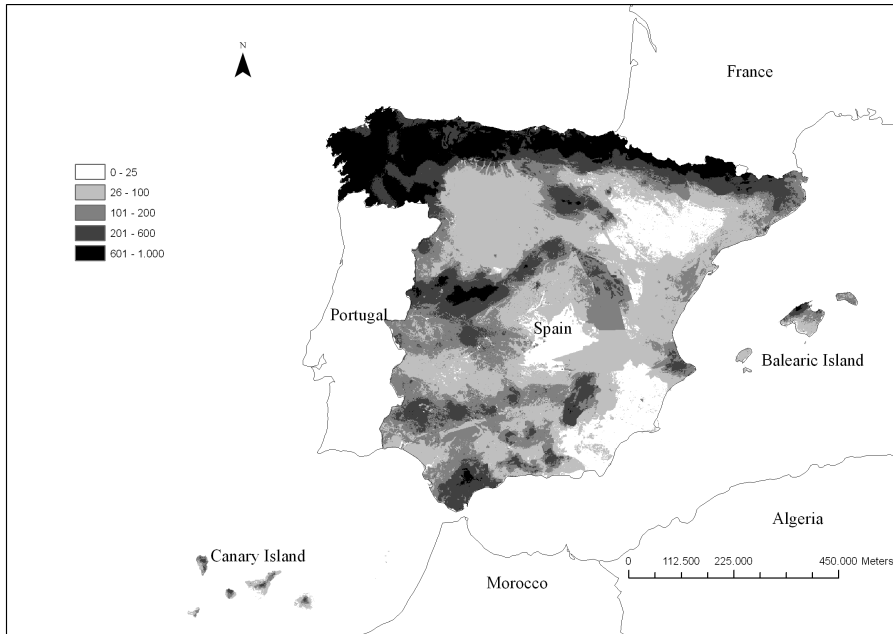 N
France
0 - 25
26 - 100
101 - 200
201 - 600
601 - 1.000
Portugal
Spain
Balearic Island
Algeria
Canary Island
0 112.500 225.000 450.000 Meters
Morocco